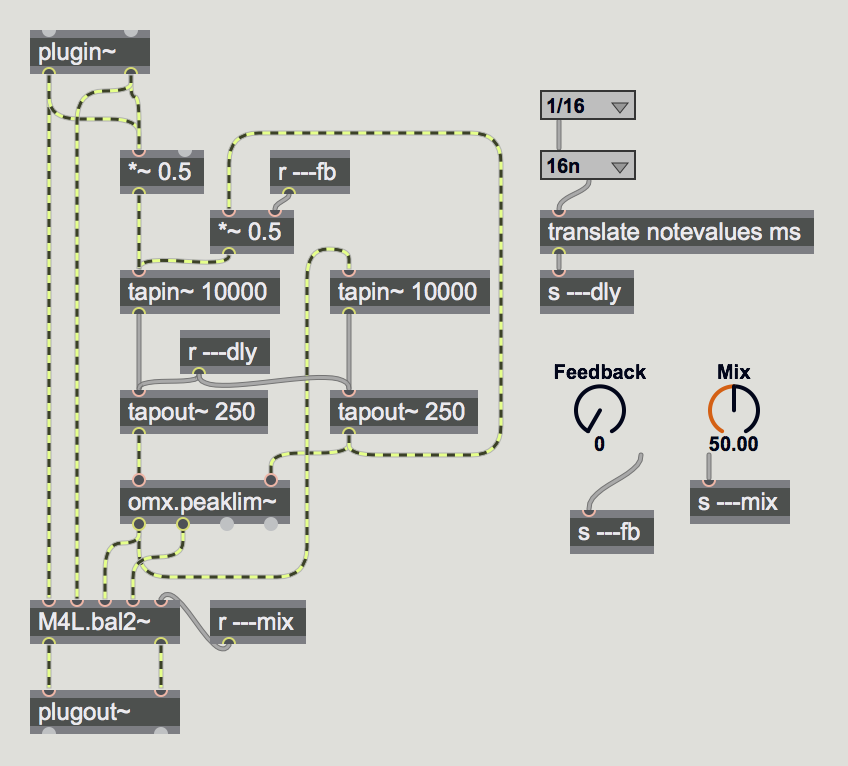 plugin~
1/16
*~ 0.5
r ---fb
16n
*~ 0.5
translate notevalues ms
tapin~ 10000
tapin~ 10000
s ---dly
r ---dly
Feedback
Mix
tapout~ 250
tapout~ 250
0
50.00
omx.peaklim~
s ---mix
s ---fb
M4L.bal2~
r ---mix
plugout~